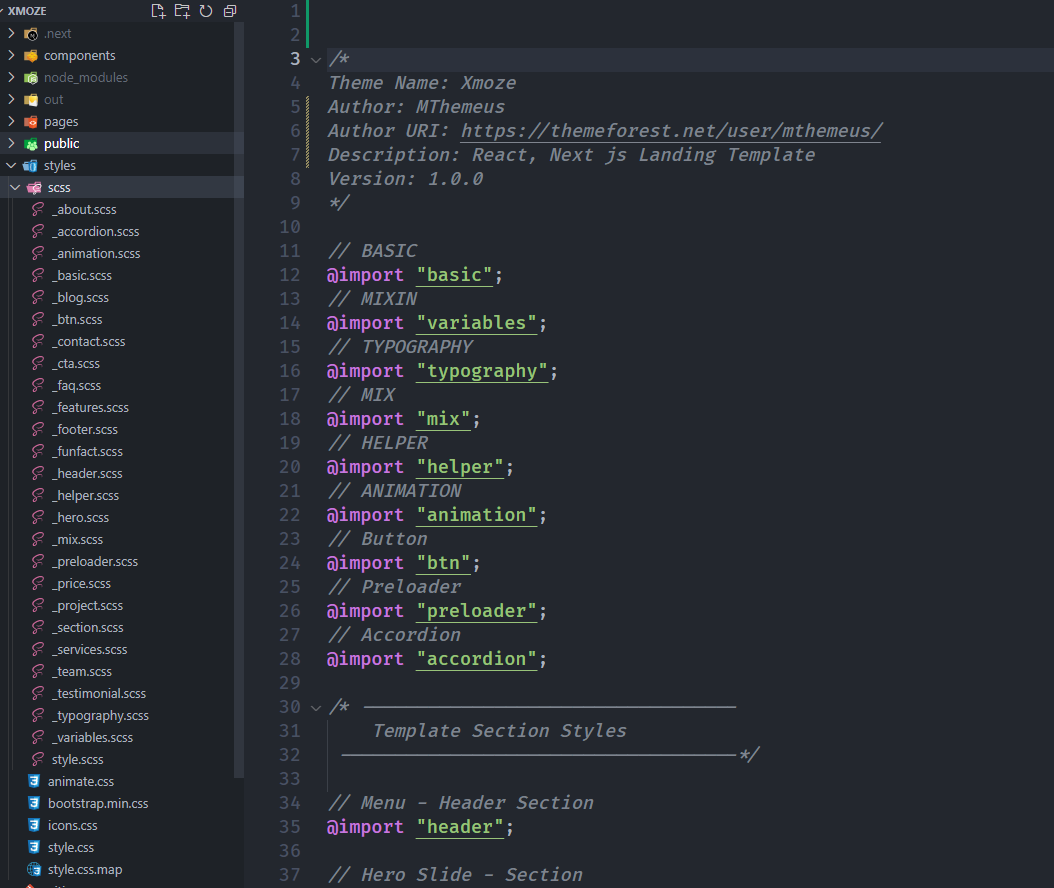 XMOZE
.next
components
node_modules
out
pages
public
styles
scss
_about.scss
_accordion.scss
_animation.scss
_basic.scss
_blog.scss
_btn.scss
_contact.scss
_cta.scss
_faq.scss
_features.scss
_footer.scss
_funfact.scss
_header.scss
_helper.scss
_hero.scss
_mix.scss
_preloader.scss
_price.scss
_project.scss
_section.scss
_services.scss
_team.scss
_testimonial.scss
_typography.scss
_variables.scss
style.scss
animate.css
bootstrap.min.css
icons.css
style.css
style.css.map
1
2
3 /*
4 Theme Name: Xmoze
5 Author: MThemeus
6 Author URI: https://themeforest.net/user/mthemeus/
7 Description: React, Next js Landing Template
8 Version: 1.0.0
9 */
10
11 // BASIC
12 @import "basic";
13 // MIXIN
14 @import "variables";
15 // TYPOGRAPHY
16 @import "typography";
17 // MIX
18 @import "mix";
19 // HELPER
20 @import "helper";
21 // ANIMATION
22 @import "animation";
23 // Button
24 @import "btn";
25 // Preloader
26 @import "preloader";
27 // Accordion
28 @import "accordion";
29
30 /* ----------------------------------
31 Template Section Styles
32 ------------------------------------*/
33
34 // Menu - Header Section
35 @import "header";
36
37 // Hero Slide - Section